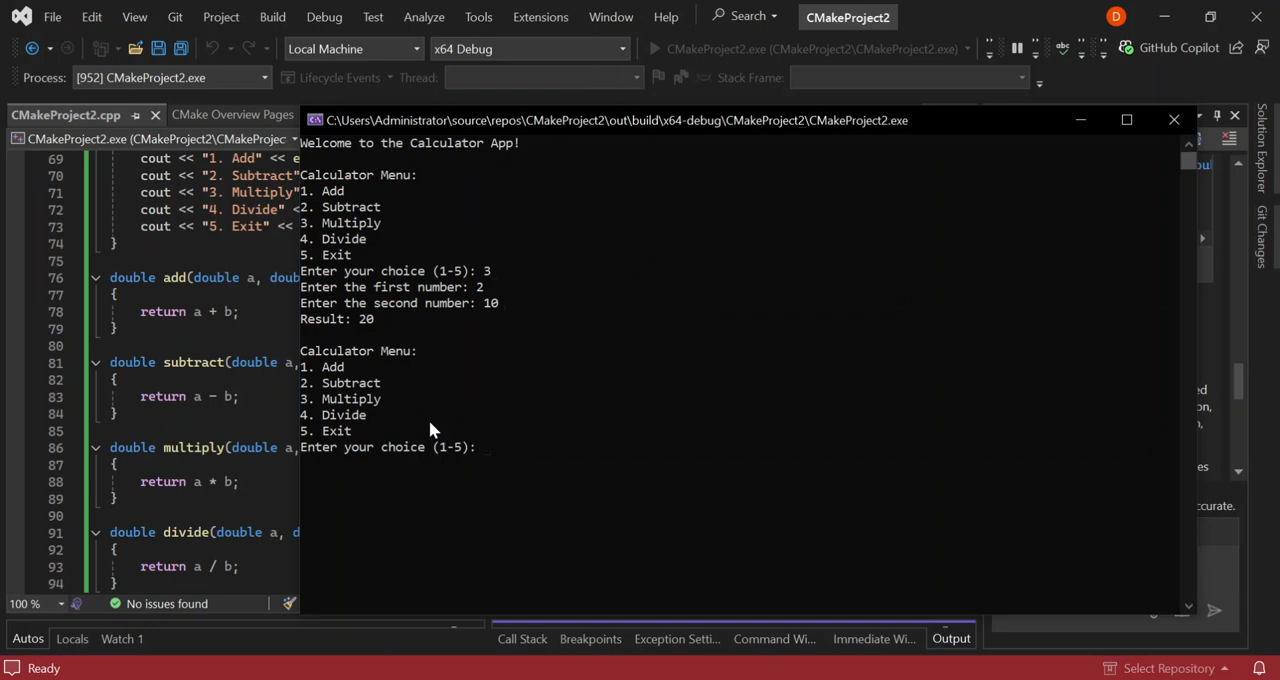 File Edit View Git Project Build Debug Test Analyze Tools Extensions Window Help Search CMakeProject2 D
Local Machine x64 Debug CMakeProject2.exe (CMakeProject2\CMakeProject2.exe) GitHub Copilot
Process: [952] CMakeProject2.exe Lifecycle Events Thread: Stack Frame:
CMakeProject2.cpp CMake Overview Pages
CMakeProject2.exe (CMakeProject2\CMakeProjec
69 cout << "1. Add" << e
70 cout << "2. Subtract"
71 cout << "3. Multiply"
72 cout << "4. Divide" <
73 cout << "5. Exit" <<
74 }
75
76 double add(double a, doub
77 {
78 return a + b;
79 }
80
81 double subtract(double a,
82 {
83 return a - b;
84 }
85
86 double multiply(double a,
87 {
88 return a * b;
89 }
90
91 double divide(double a, d
92 {
93 return a / b;
94 }
100 % No issues found
C:\Users\Administrator\source\repos\CMakeProject2\out\build\x64-debug\CMakeProject2\CMakeProject2.exe
Welcome to the Calculator App!
Calculator Menu:
1. Add
2. Subtract
3. Multiply
4. Divide
5. Exit
Enter your choice (1-5): 3
Enter the first number: 2
Enter the second number: 10
Result: 20
Calculator Menu:
1. Add
2. Subtract
3. Multiply
4. Divide
5. Exit
Enter your choice (1-5):
Solution Explorer
Git Changes
ed
on,
es
ccurate.
Autos Locals Watch 1
Call Stack Breakpoints Exception Setti... Command Wi... Immediate Wi... Output
Ready Select Repository